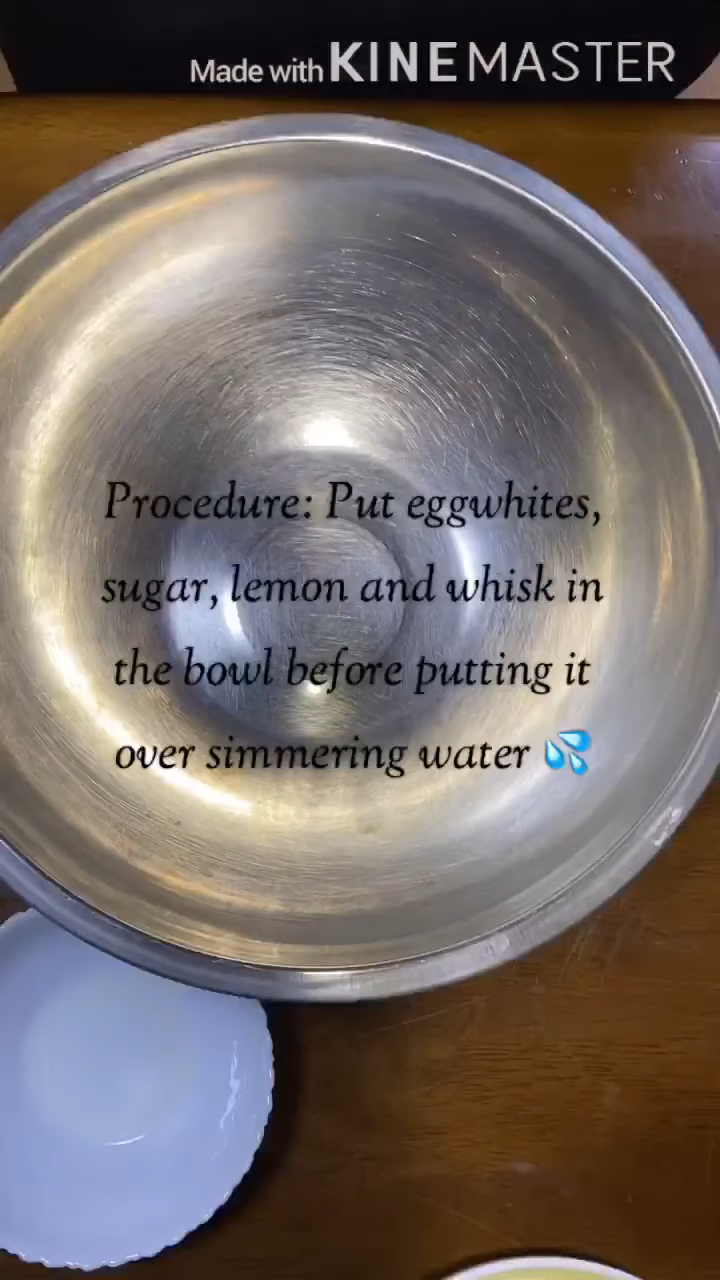 Made with KINEMASTER
Procedure: Put eggwhites,
sugar, lemon and whisk in
the bowl before putting it
over simmering water 💦